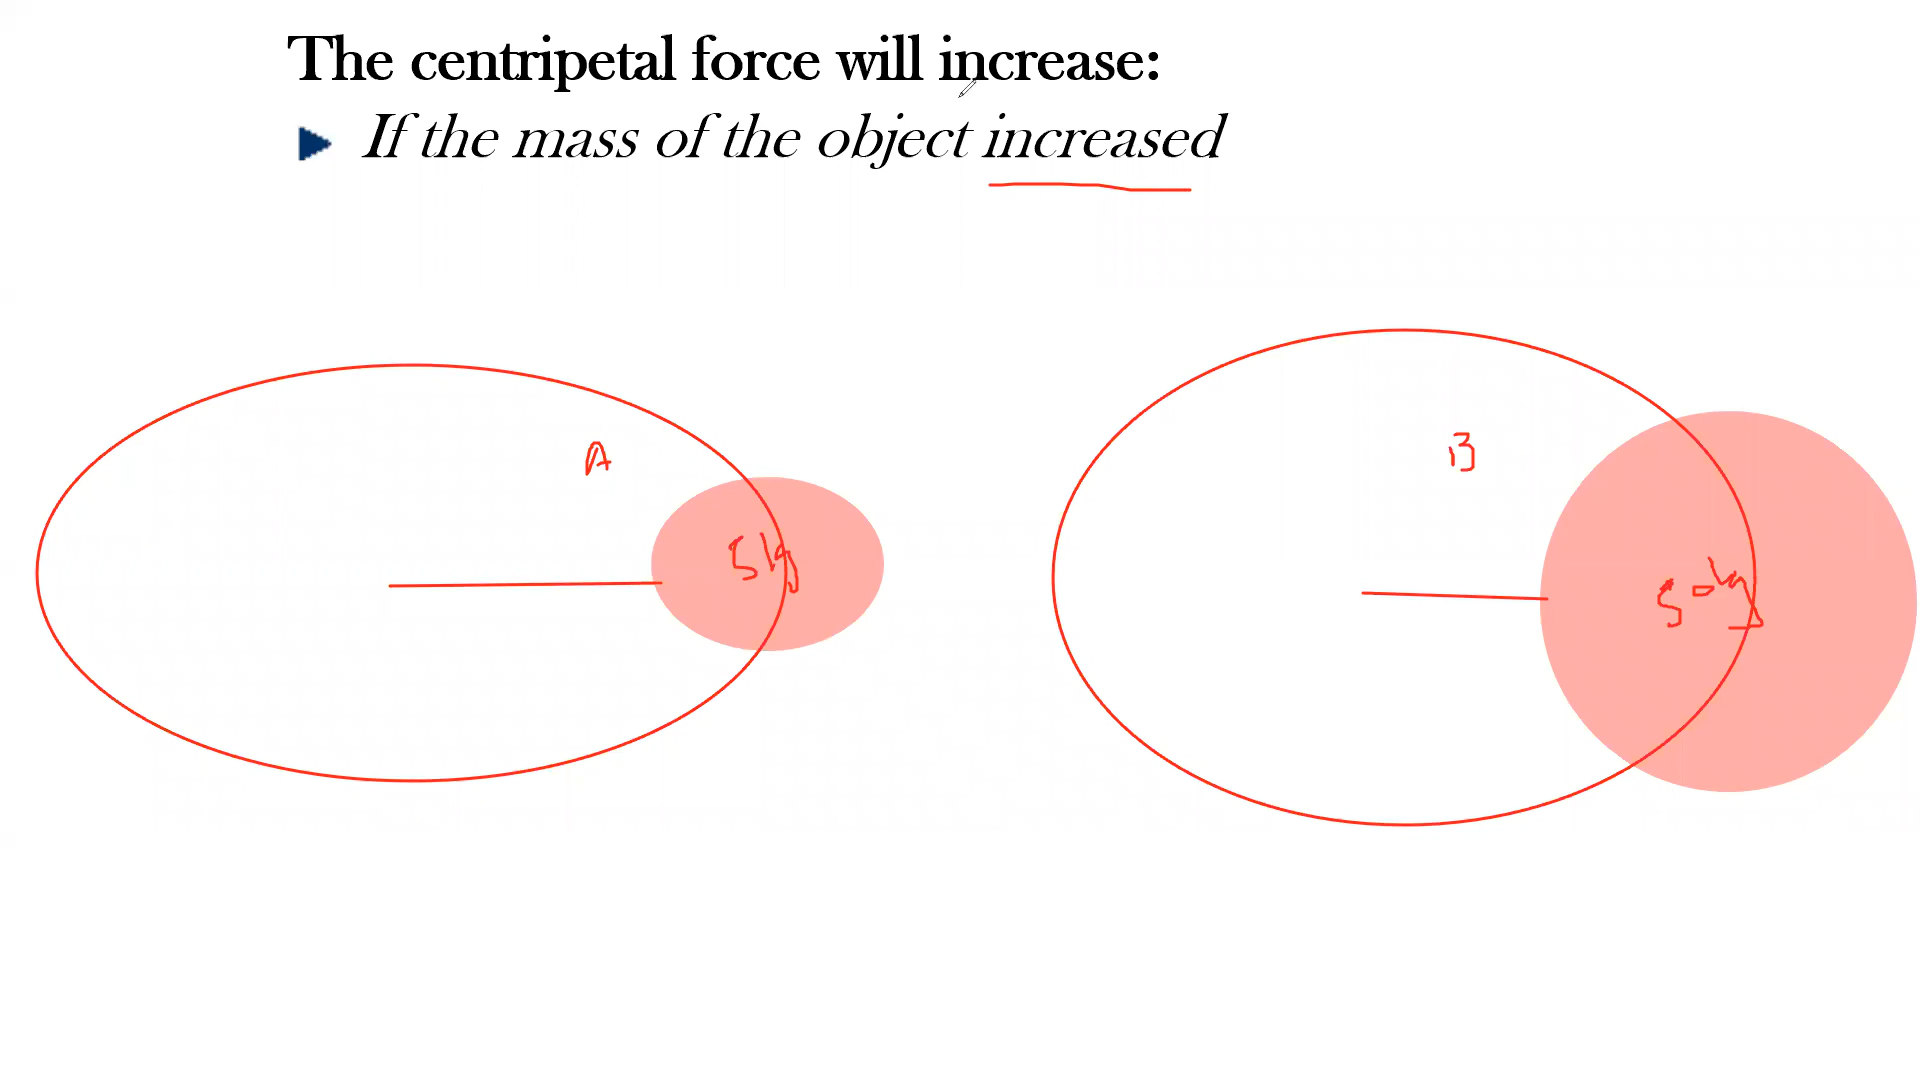 The centripetal force will increase:
If the mass of the object increased
A
B
5kg
50kg